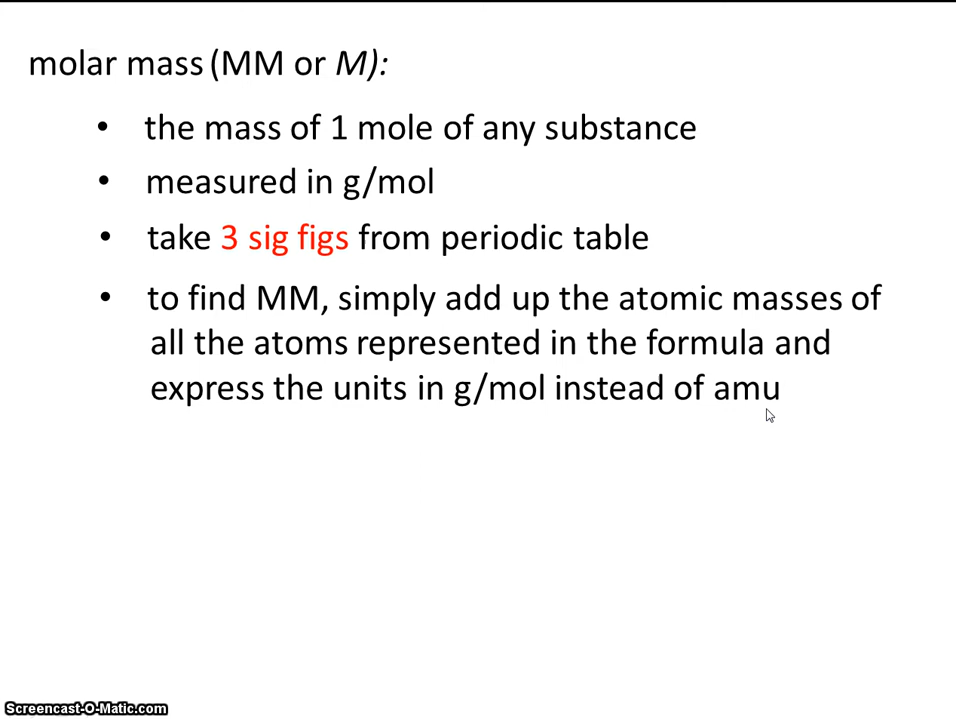 molar mass (MM or M):
• the mass of 1 mole of any substance
• measured in g/mol
• take 3 sig figs from periodic table
• to find MM, simply add up the atomic masses of
all the atoms represented in the formula and
express the units in g/mol instead of amu
Screencast-O-Matic.com